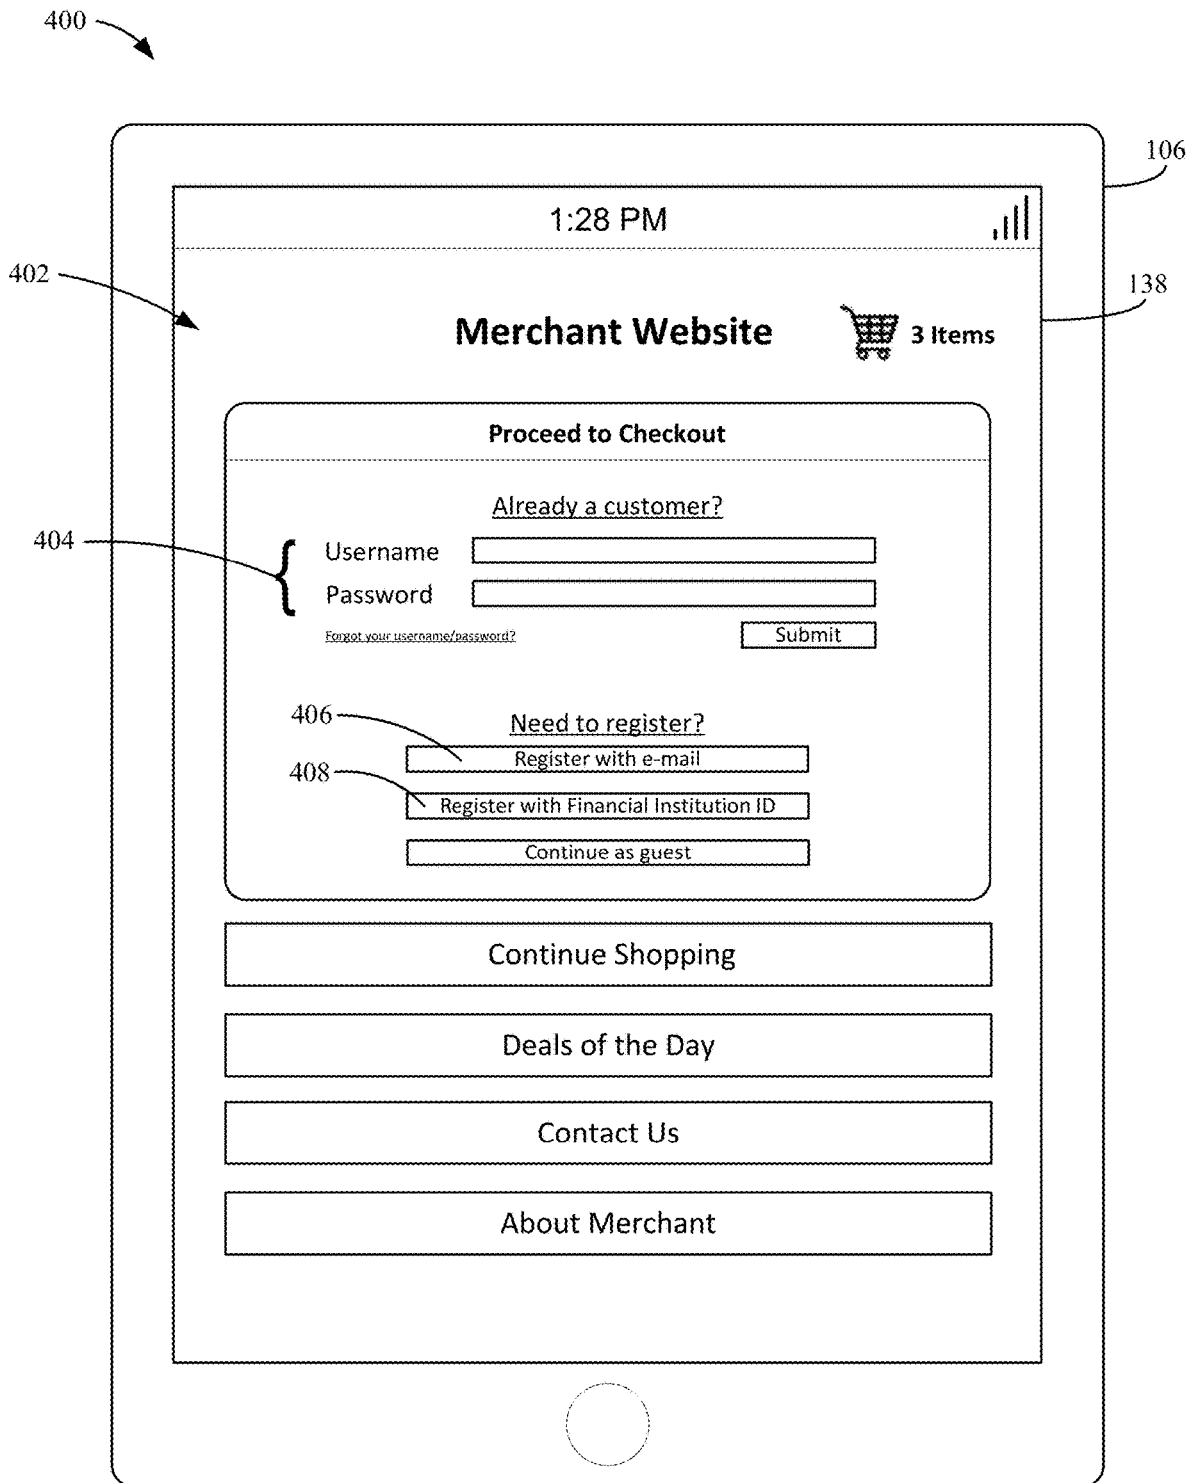 400
106
1:28 PM
402
138
Merchant Website
3 Items
Proceed to Checkout
Already a customer?
404
Username
Password
Forgot your username/password?
Submit
406
Need to register?
Register with e-mail
408
Register with Financial Institution ID
Continue as guest
Continue Shopping
Deals of the Day
Contact Us
About Merchant